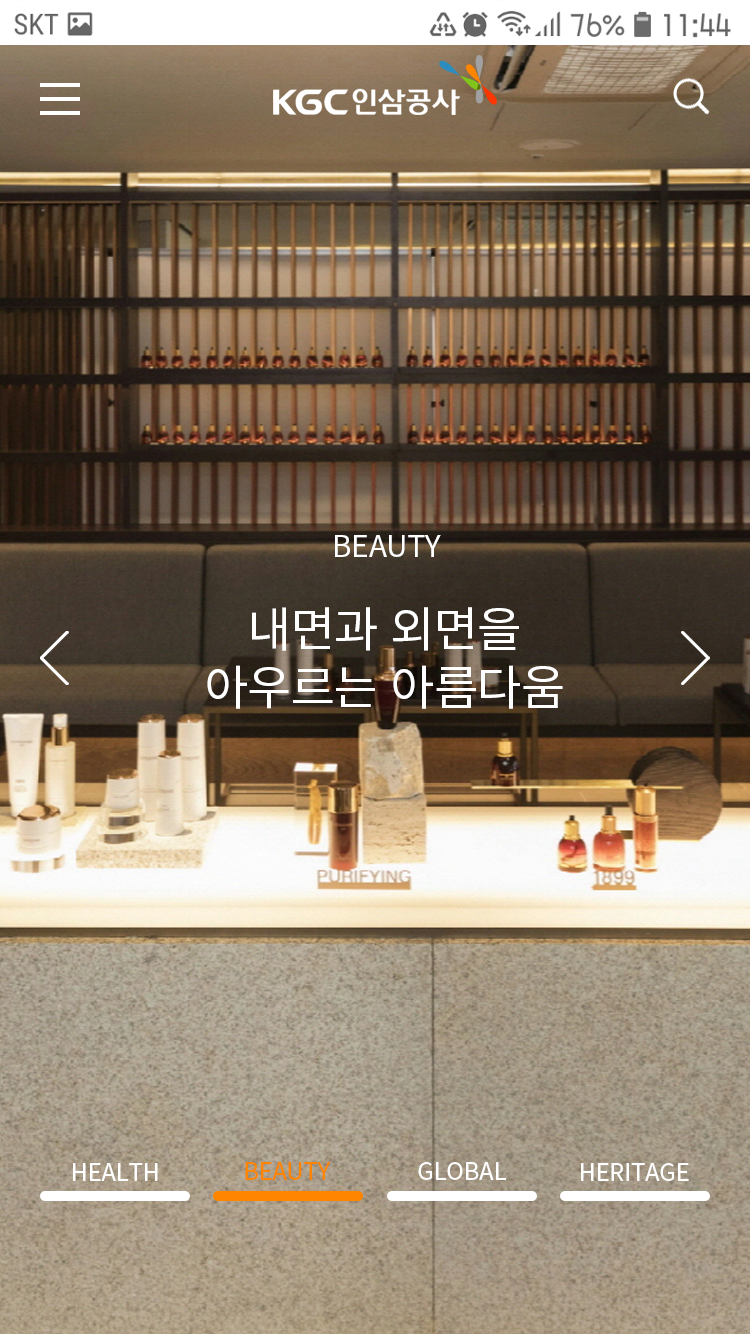 SKT
76% 11:44
KGC인삼공사
BEAUTY
내면과 외면을
아우르는 아름다움
PURIFYING
1899
HEALTH
BEAUTY
GLOBAL
HERITAGE